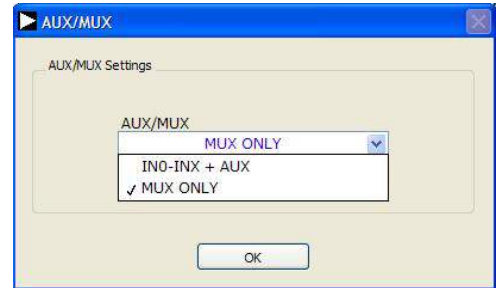 AUX/MUX
AUX/MUX Settings
AUX/MUX
MUX ONLY
IN0-INX + AUX
✓ MUX ONLY
OK